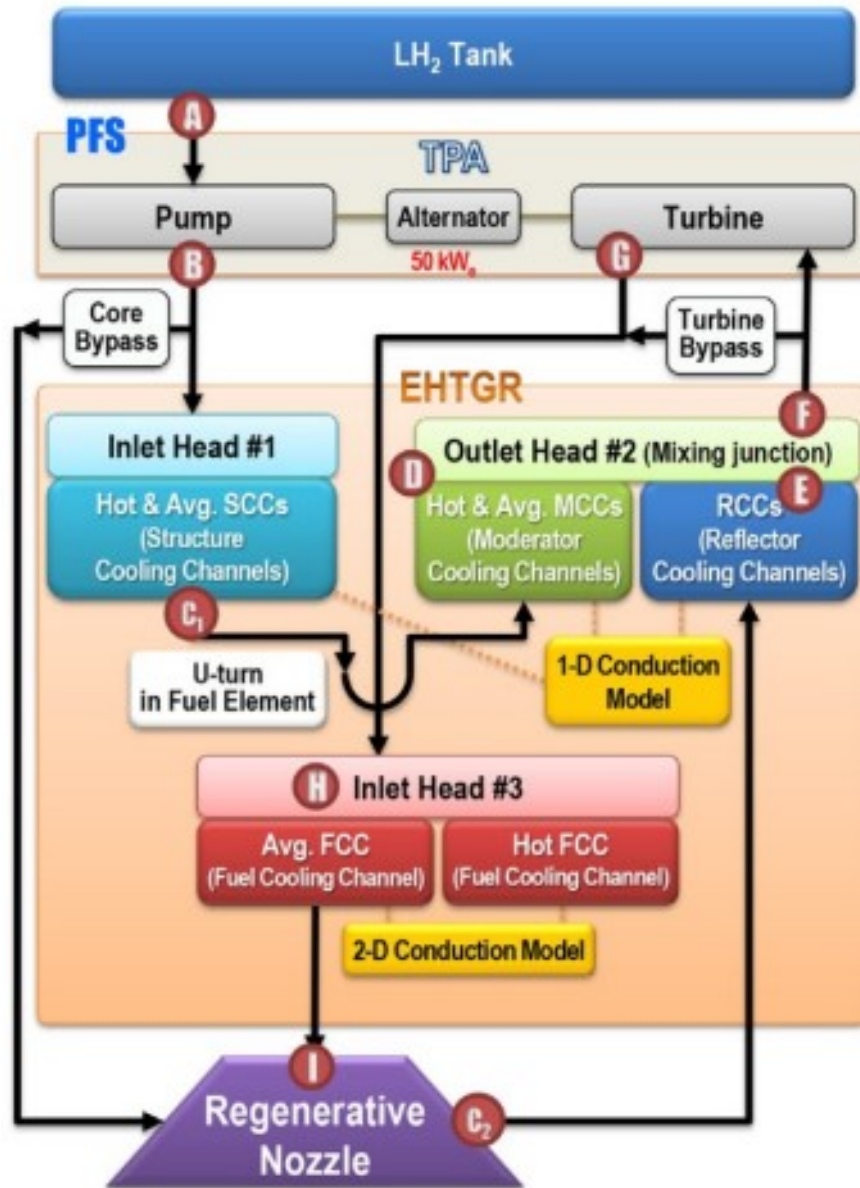 LH₂ Tank
A
PFS
TPA
Pump
Alternator
Turbine
B
50 kWₑ
G
Core
Bypass
Turbine
Bypass
EHTGR
F
Inlet Head #1
Outlet Head #2 (Mixing junction)
D
E
Hot & Avg. SCCs
(Structure
Cooling Channels)
Hot & Avg. MCCs
(Moderator
Cooling Channels)
RCCs
(Reflector
Cooling Channels)
C₁
U-turn
in Fuel Element
1-D Conduction
Model
H
Inlet Head #3
Avg. FCC
(Fuel Cooling Channel)
Hot FCC
(Fuel Cooling Channel)
2-D Conduction Model
I
Regenerative
Nozzle
C₂